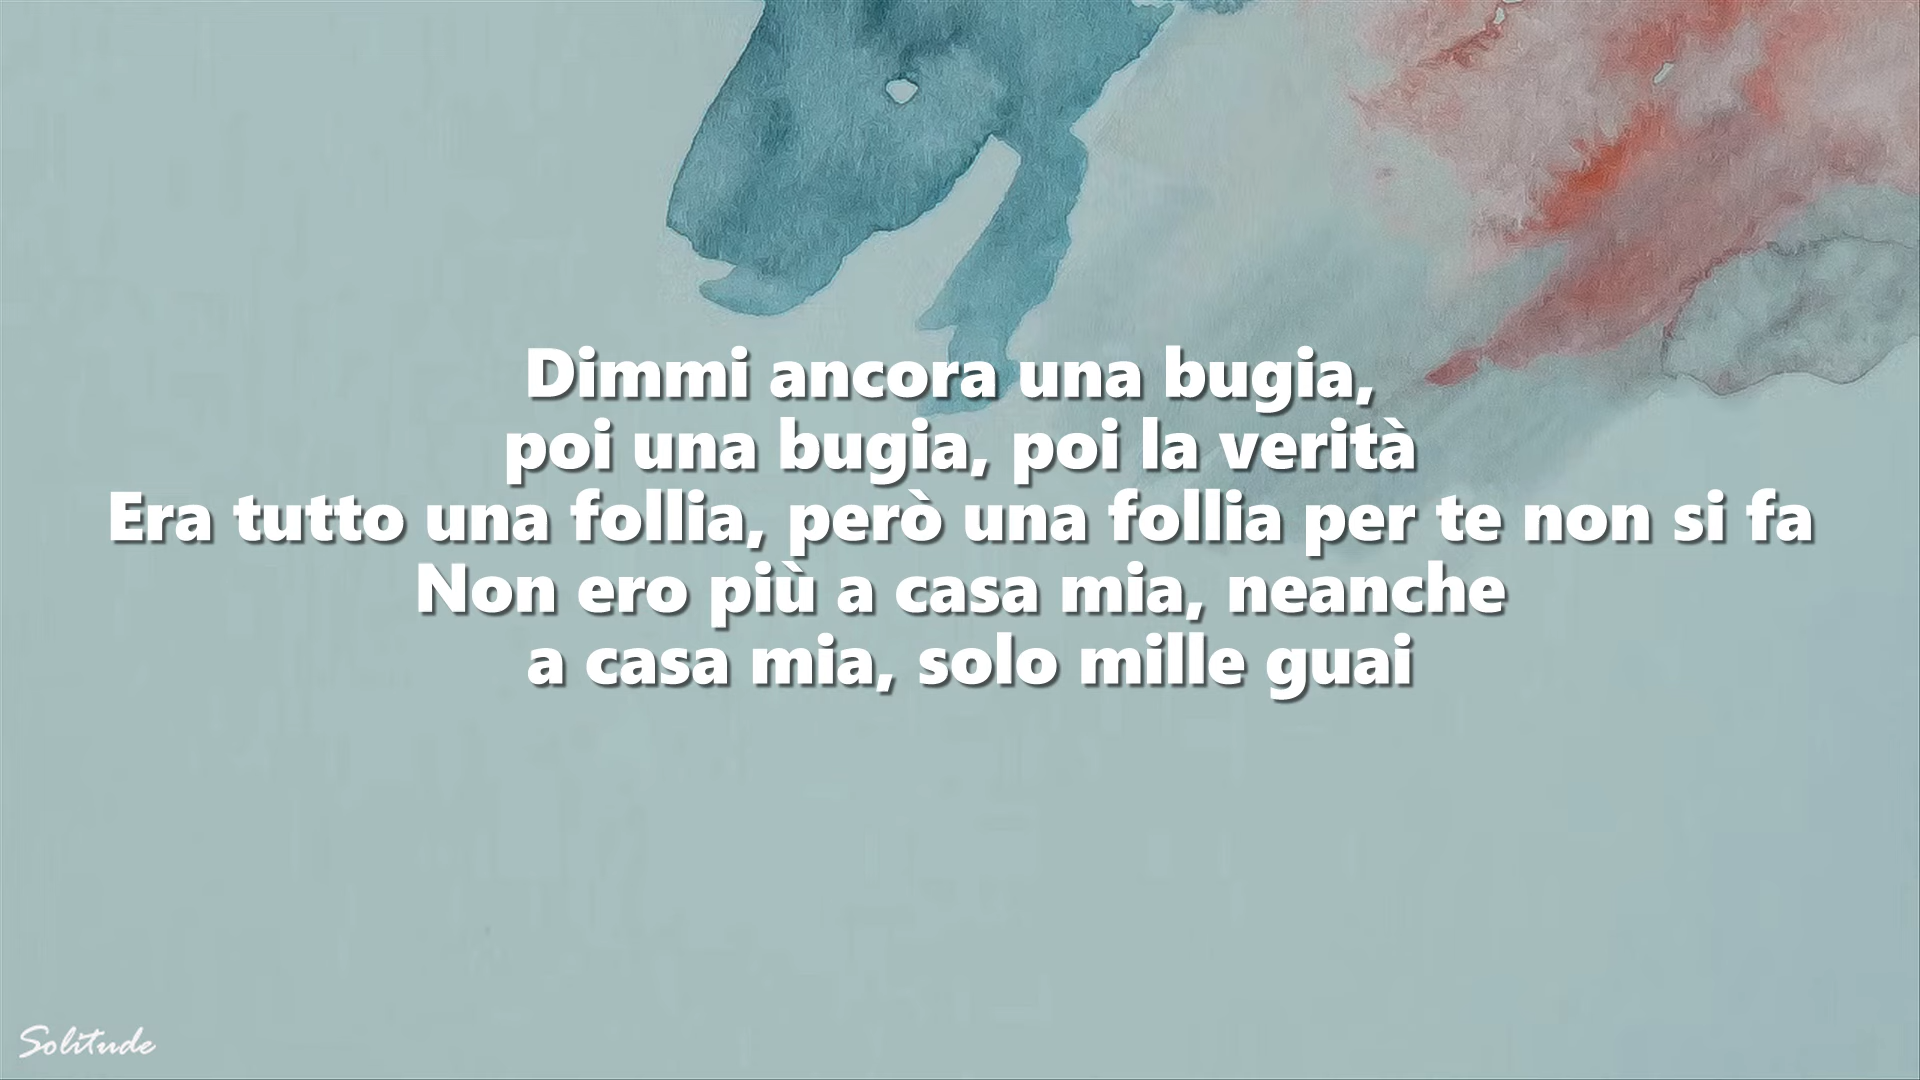 Dimmi ancora una bugia,
poi una bugia, poi la verità
Era tutto una follia, però una follia per te non si fa
Non ero più a casa mia, neanche
a casa mia, solo mille guai
Solitude